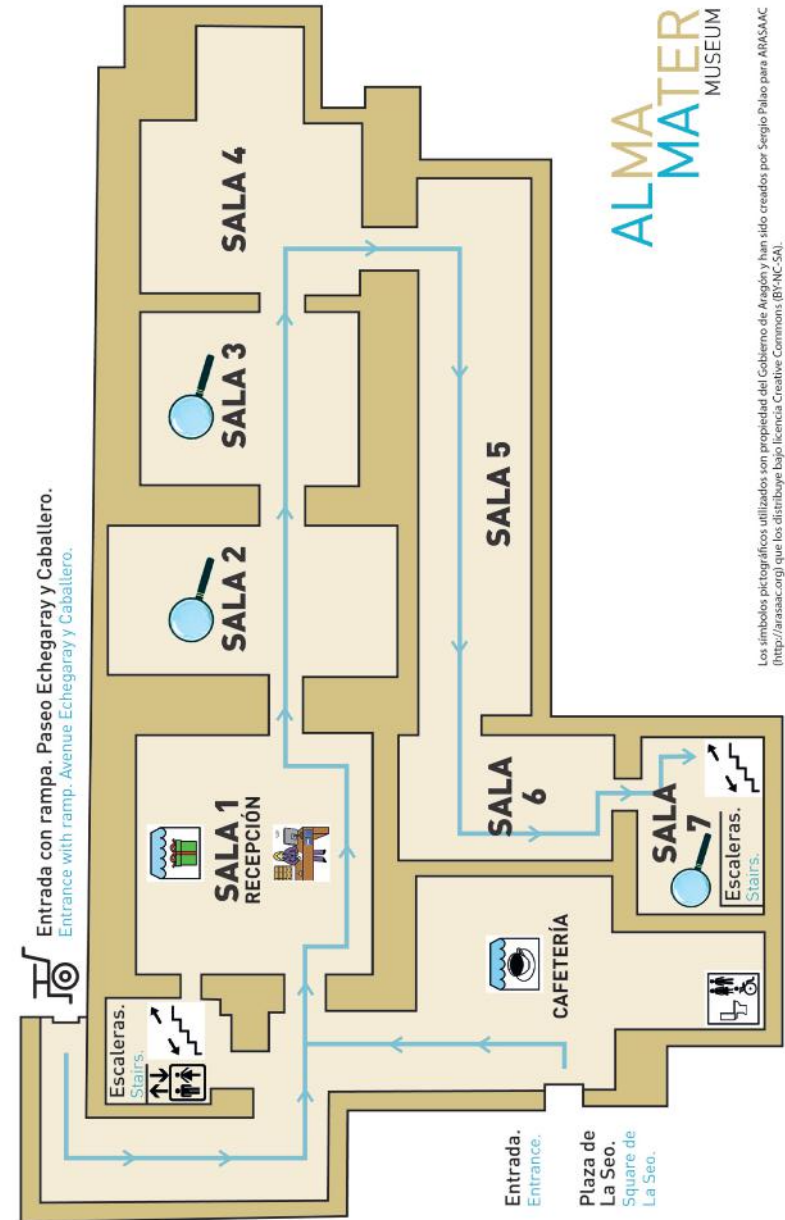 Entrada con rampa. Paseo Echegaray y Caballero.
Entrance with ramp. Avenue Echegaray y Caballero.
Escaleras.
Stairs.
SALA 1
RECEPCIÓN
SALA 2
SALA 3
SALA 4
SALA 5
SALA
6
SALA
7
Escaleras.
Stairs.
CAFETERÍA
Entrada.
Entrance.
Plaza de
La Seo.
Square de
La Seo.
ALMA
MATER
MUSEUM
Los símbolos pictográficos utilizados son propiedad del Gobierno de Aragón y han sido creados por Sergio Palao para ARASAAC
(http://arasaac.org) que los distribuye bajo licencia Creative Commons (BY-NC-SA).